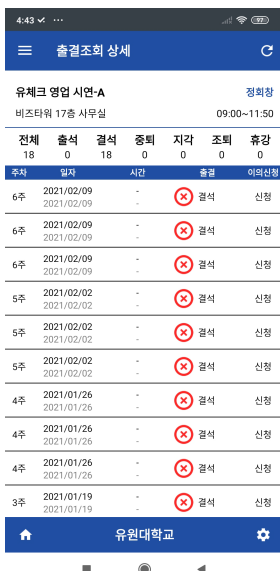 4:43 ✓ ··· 97
출결조회 상세
유체크 영업 시연-A 정회창
비즈타워 17층 사무실 09:00~11:50
전체 출석 결석 중퇴 지각 조퇴 휴강
18 0 18 0 0 0 0
주차 일자 시간 출결 이의신청
6주 2021/02/09 - 결석 신청
2021/02/09 -
6주 2021/02/09 - 결석 신청
2021/02/09 -
6주 2021/02/09 - 결석 신청
2021/02/09 -
5주 2021/02/02 - 결석 신청
2021/02/02 -
5주 2021/02/02 - 결석 신청
2021/02/02 -
5주 2021/02/02 - 결석 신청
2021/02/02 -
4주 2021/01/26 - 결석 신청
2021/01/26 -
4주 2021/01/26 - 결석 신청
2021/01/26 -
4주 2021/01/26 - 결석 신청
2021/01/26 -
3주 2021/01/19 - 결석 신청
2021/01/19 -
유원대학교